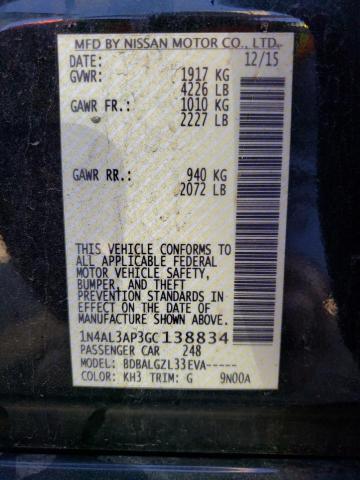 MFD BY NISSAN MOTOR CO., LTD.
DATE: 12/15
GVWR: 1917 KG
4226 LB
GAWR FR.: 1010 KG
2227 LB
GAWR RR.: 940 KG
2072 LB
THIS VEHICLE CONFORMS TO
ALL APPLICABLE FEDERAL
MOTOR VEHICLE SAFETY,
BUMPER, AND THEFT
PREVENTION STANDARDS IN
EFFECT ON THE DATE OF
MANUFACTURE SHOWN ABOVE.
1N4AL3AP3GC138834
PASSENGER CAR 248
MODEL: BDBALGZL33EVA-----
COLOR: KH3 TRIM: G 9N00A